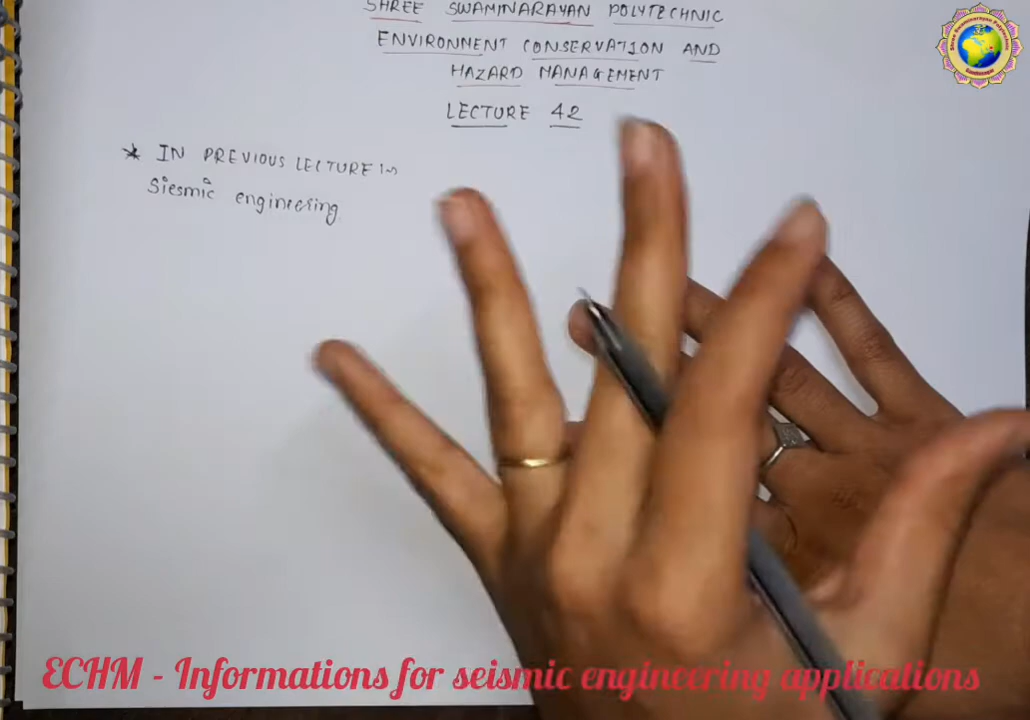 SHREE SWAMINARAYAN POLYTECHNIC
ENVIRONMENT CONSERVATION AND
HAZARD MANAGEMENT
LECTURE 42
* IN PREVIOUS LECTURE IN
Siesmic engineering
ECHM - Informations for seismic engineering applications